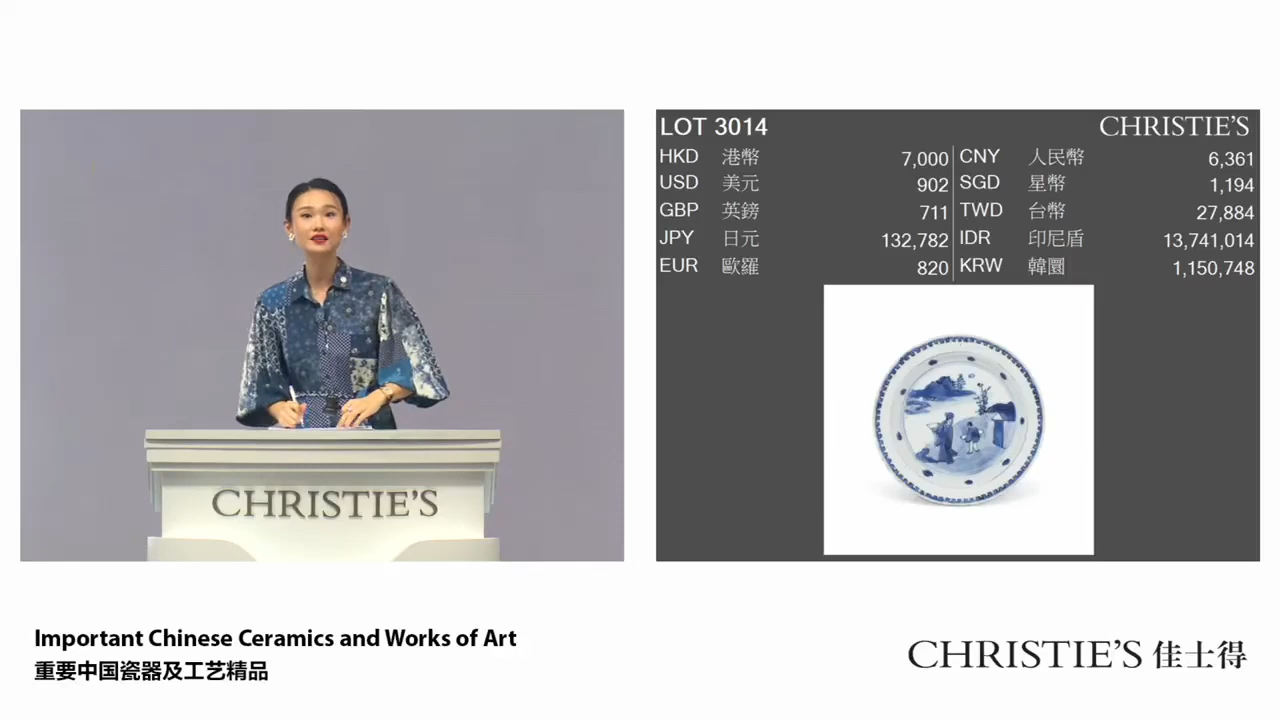 LOT 3014
CHRISTIE'S
HKD 港幣 7,000 CNY 人民幣 6,361
USD 美元 902 SGD 星幣 1,194
GBP 英鎊 711 TWD 台幣 27,884
JPY 日元 132,782 IDR 印尼盾 13,741,014
EUR 歐羅 820 KRW 韓圜 1,150,748
CHRISTIE'S
Important Chinese Ceramics and Works of Art
重要中国瓷器及工艺精品
CHRISTIE'S 佳士得